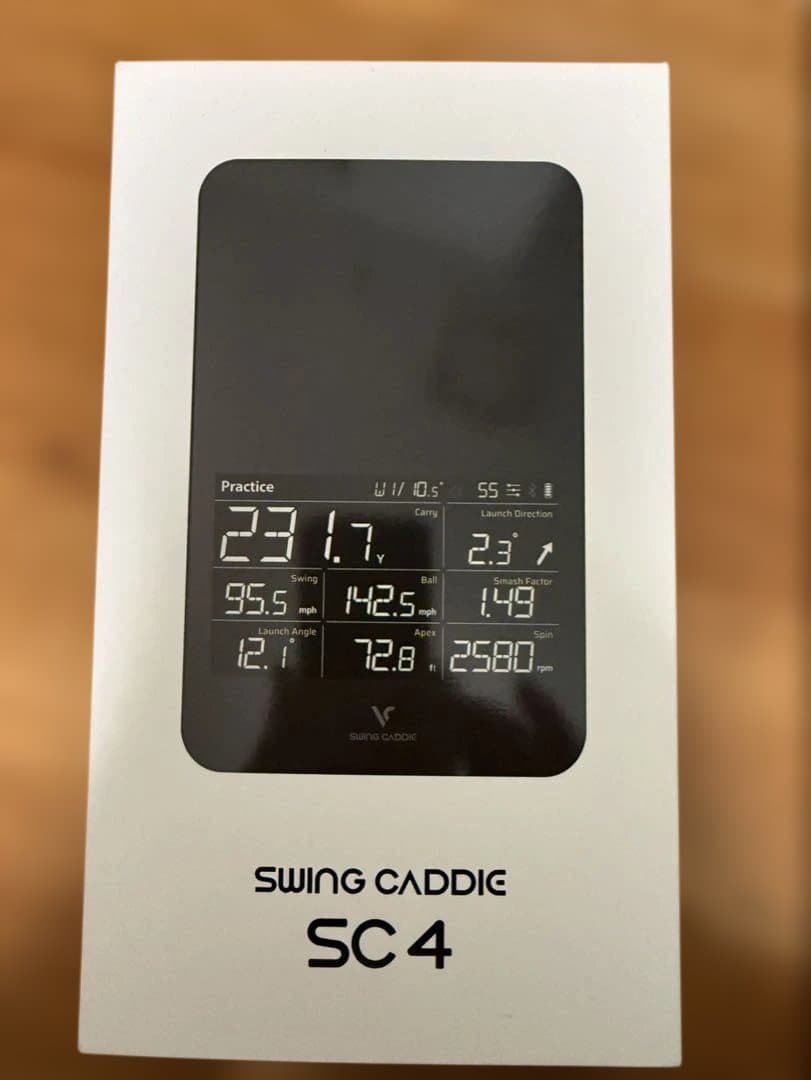 Practice W1/ 10.5° 55
Carry Launch Direction
231.7 Y 2.3°
Swing Ball Smash Factor
95.5 mph 142.5 mph 1.49
Launch Angle Apex Spin
12.1° 72.8 ft 2580 rpm
SWING CADDIE
SWING CADDIE
SC4